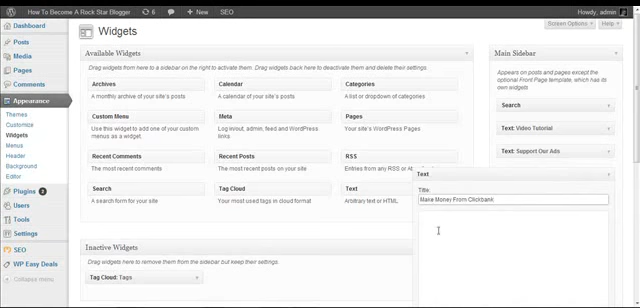 How To Become A Rock Star Blogger 6 + New SEO Howdy, admin
Screen Options Help
Dashboard
Posts
Media
Pages
Comments
Appearance
Themes
Customize
Widgets
Menus
Header
Background
Editor
Plugins 2
Users
Tools
Settings
SEO
WP Easy Deals
Collapse menu
Widgets
Available Widgets
Drag widgets from here to a sidebar on the right to activate them. Drag widgets back here to deactivate them and delete their settings.
Archives
A monthly archive of your site's posts
Calendar
A calendar of your site's posts
Categories
A list or dropdown of categories
Custom Menu
Use this widget to add one of your custom menus as a widget.
Meta
Log in/out, admin, feed and WordPress links
Pages
Your site's WordPress Pages
Recent Comments
The most recent comments
Recent Posts
The most recent posts on your site
RSS
Entries from any RSS or
Search
A search form for your site
Tag Cloud
Your most used tags in cloud format
Text
Arbitrary text or HTML
Inactive Widgets
Drag widgets here to remove them from the sidebar but keep their settings.
Tag Cloud: Tags
Main Sidebar
Appears on posts and pages except the
optional Front Page template, which has its
own widgets
Search
Text: Video Tutorial
Text: Support Our Ads
Text
Title:
Make Money From Clickbank